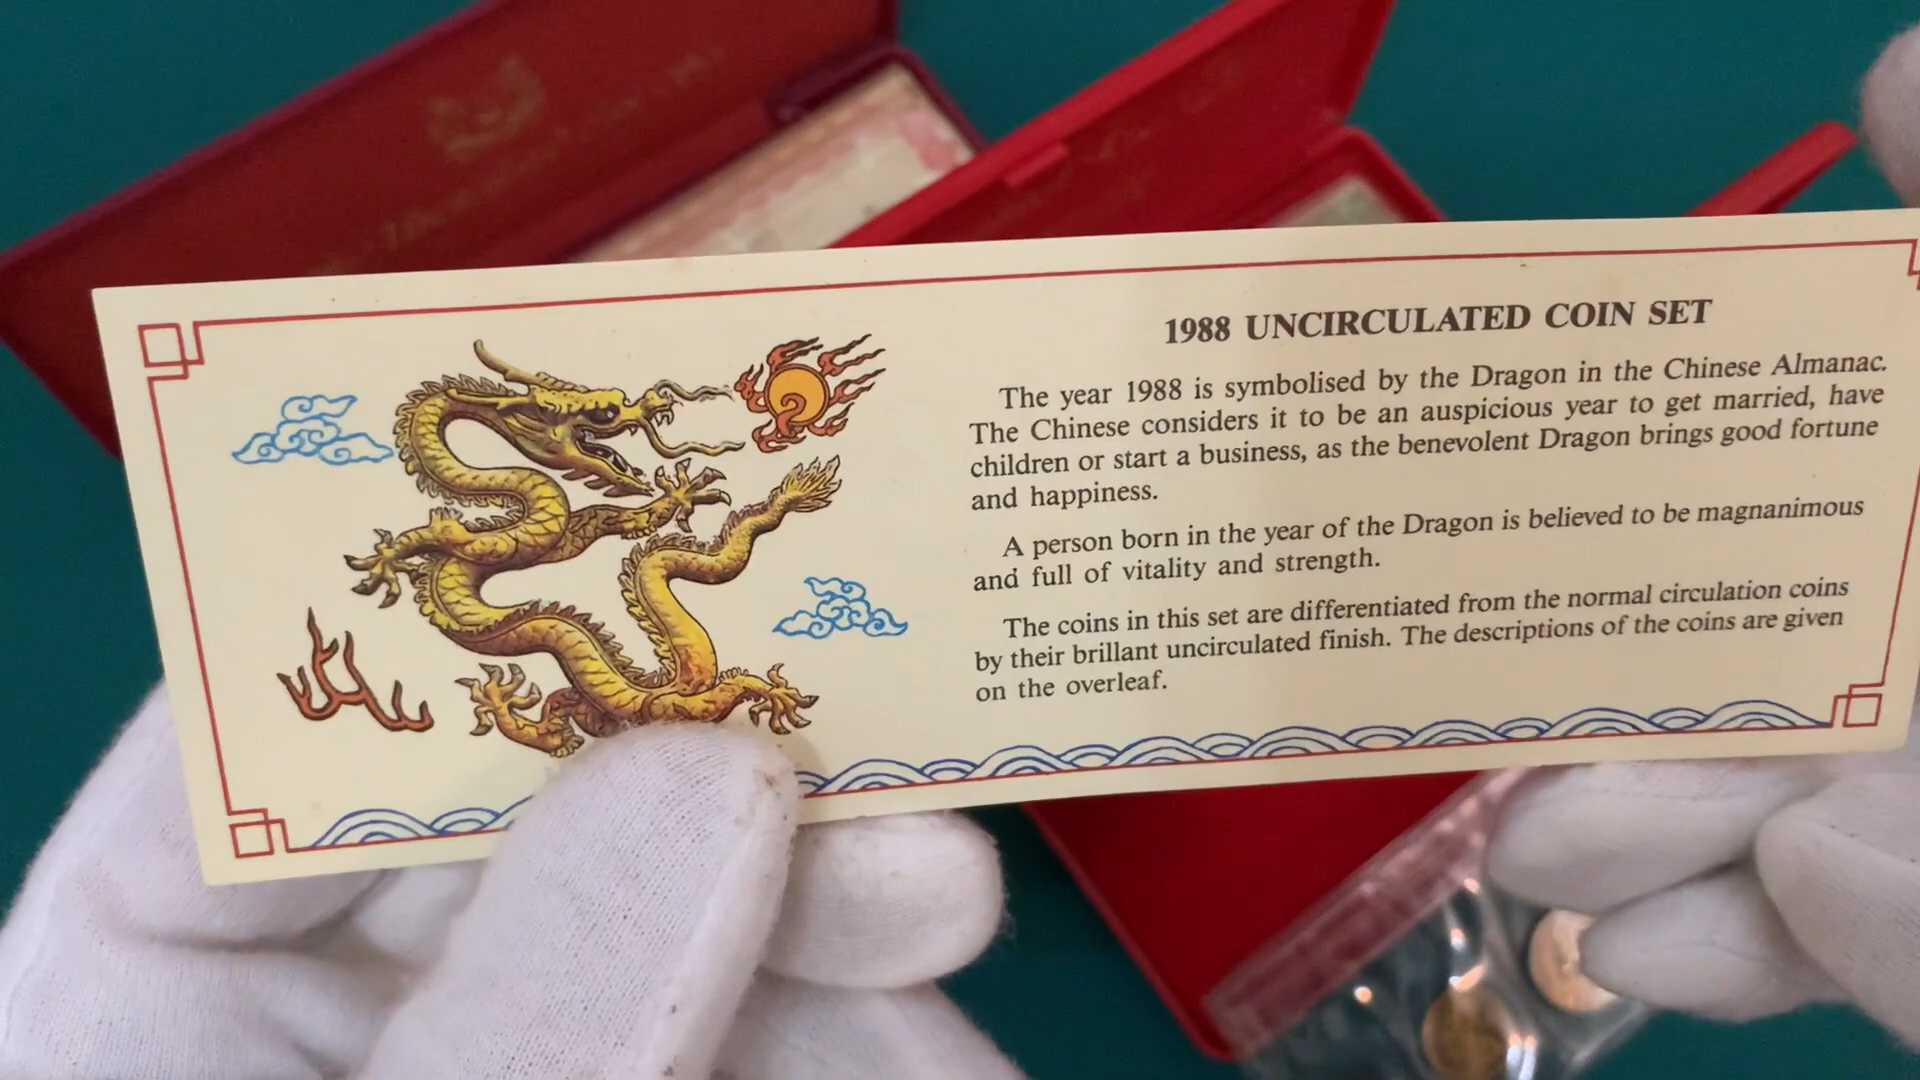 1988 UNCIRCULATED COIN SET
The year 1988 is symbolised by the Dragon in the Chinese Almanac.
The Chinese considers it to be an auspicious year to get married, have
children or start a business, as the benevolent Dragon brings good fortune
and happiness.
A person born in the year of the Dragon is believed to be magnanimous
and full of vitality and strength.
The coins in this set are differentiated from the normal circulation coins
by their brillant uncirculated finish. The descriptions of the coins are given
on the overleaf.